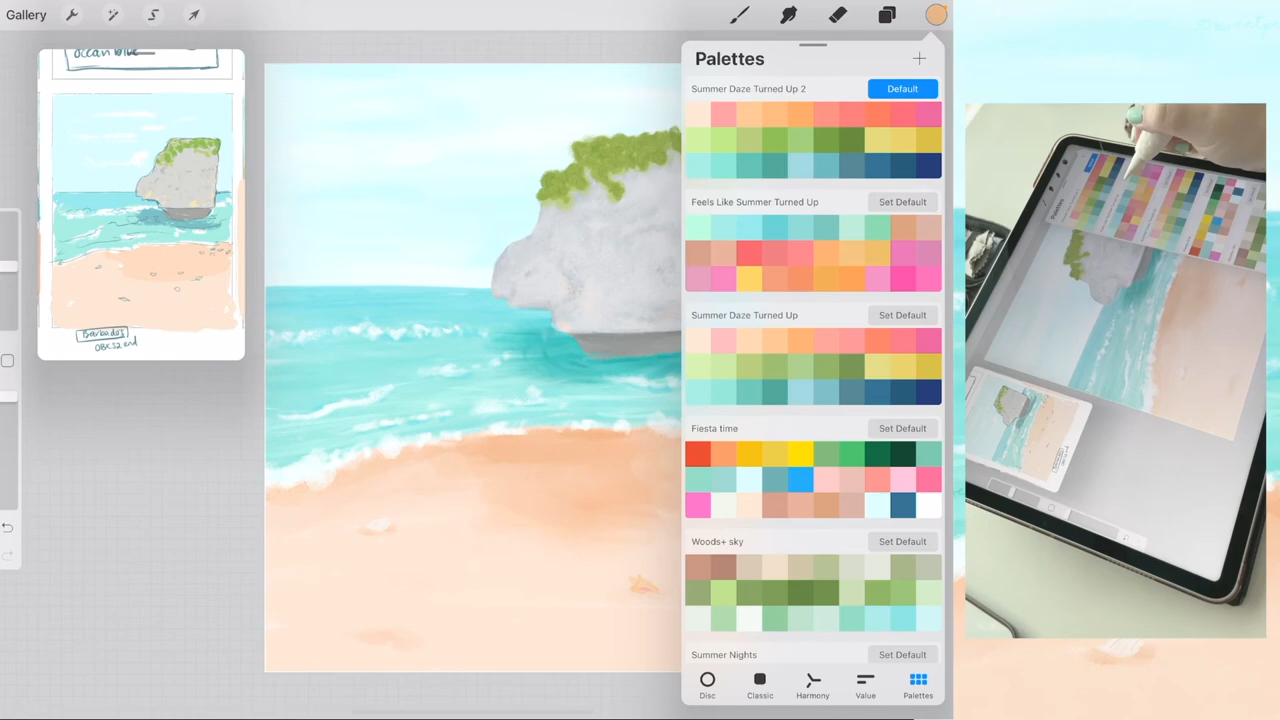 Gallery
ocean blue
Barbados
Palettes
Summer Daze Turned Up 2
Default
Feels Like Summer Turned Up
Set Default
Summer Daze Turned Up
Set Default
Fiesta time
Set Default
Woods+ sky
Set Default
Summer Nights
Set Default
Disc
Classic
Harmony
Value
Palettes